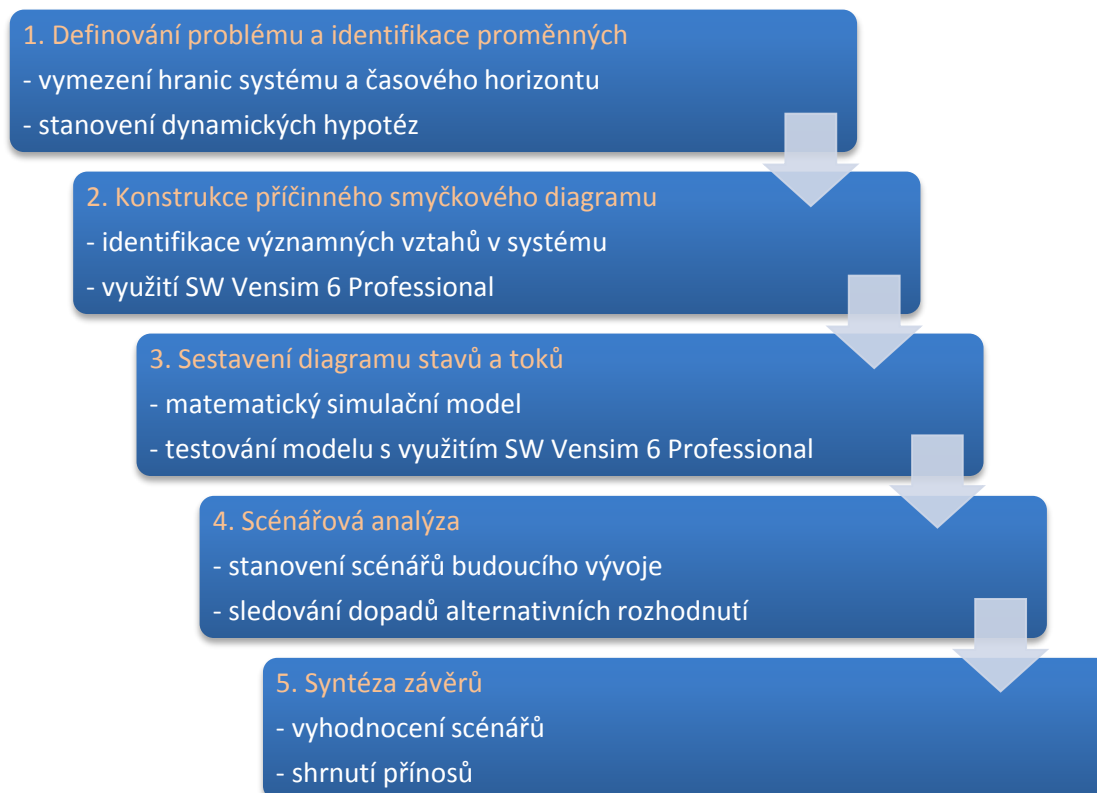 1. Definování problému a identifikace proměnných
- vymezení hranic systému a časového horizontu
- stanovení dynamických hypotéz
2. Konstrukce příčinného smyčkového diagramu
- identifikace významných vztahů v systému
- využití SW Vensim 6 Professional
3. Sestavení diagramu stavů a toků
- matematický simulační model
- testování modelu s využitím SW Vensim 6 Professional
4. Scénářová analýza
- stanovení scénářů budoucího vývoje
- sledování dopadů alternativních rozhodnutí
5. Syntéza závěrů
- vyhodnocení scénářů
- shrnutí přínosů